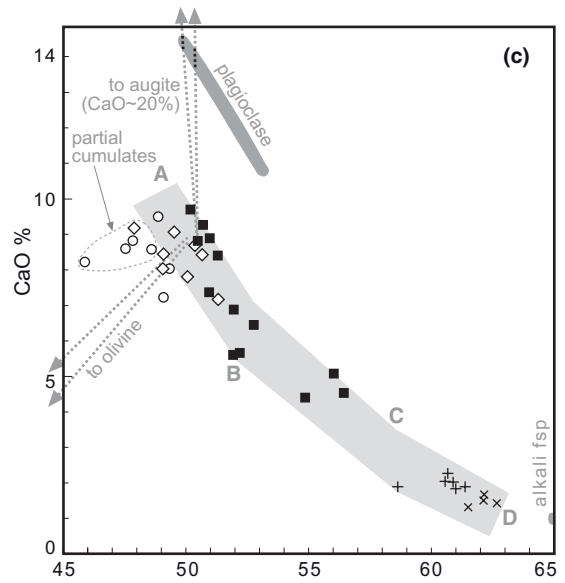 14
(c)
to augite
(CaO~20%)
plagioclase
partial
cumulates
A
10
CaO %
to olivine
5
B
C
alkali fsp
D
0
45
50
55
60
65